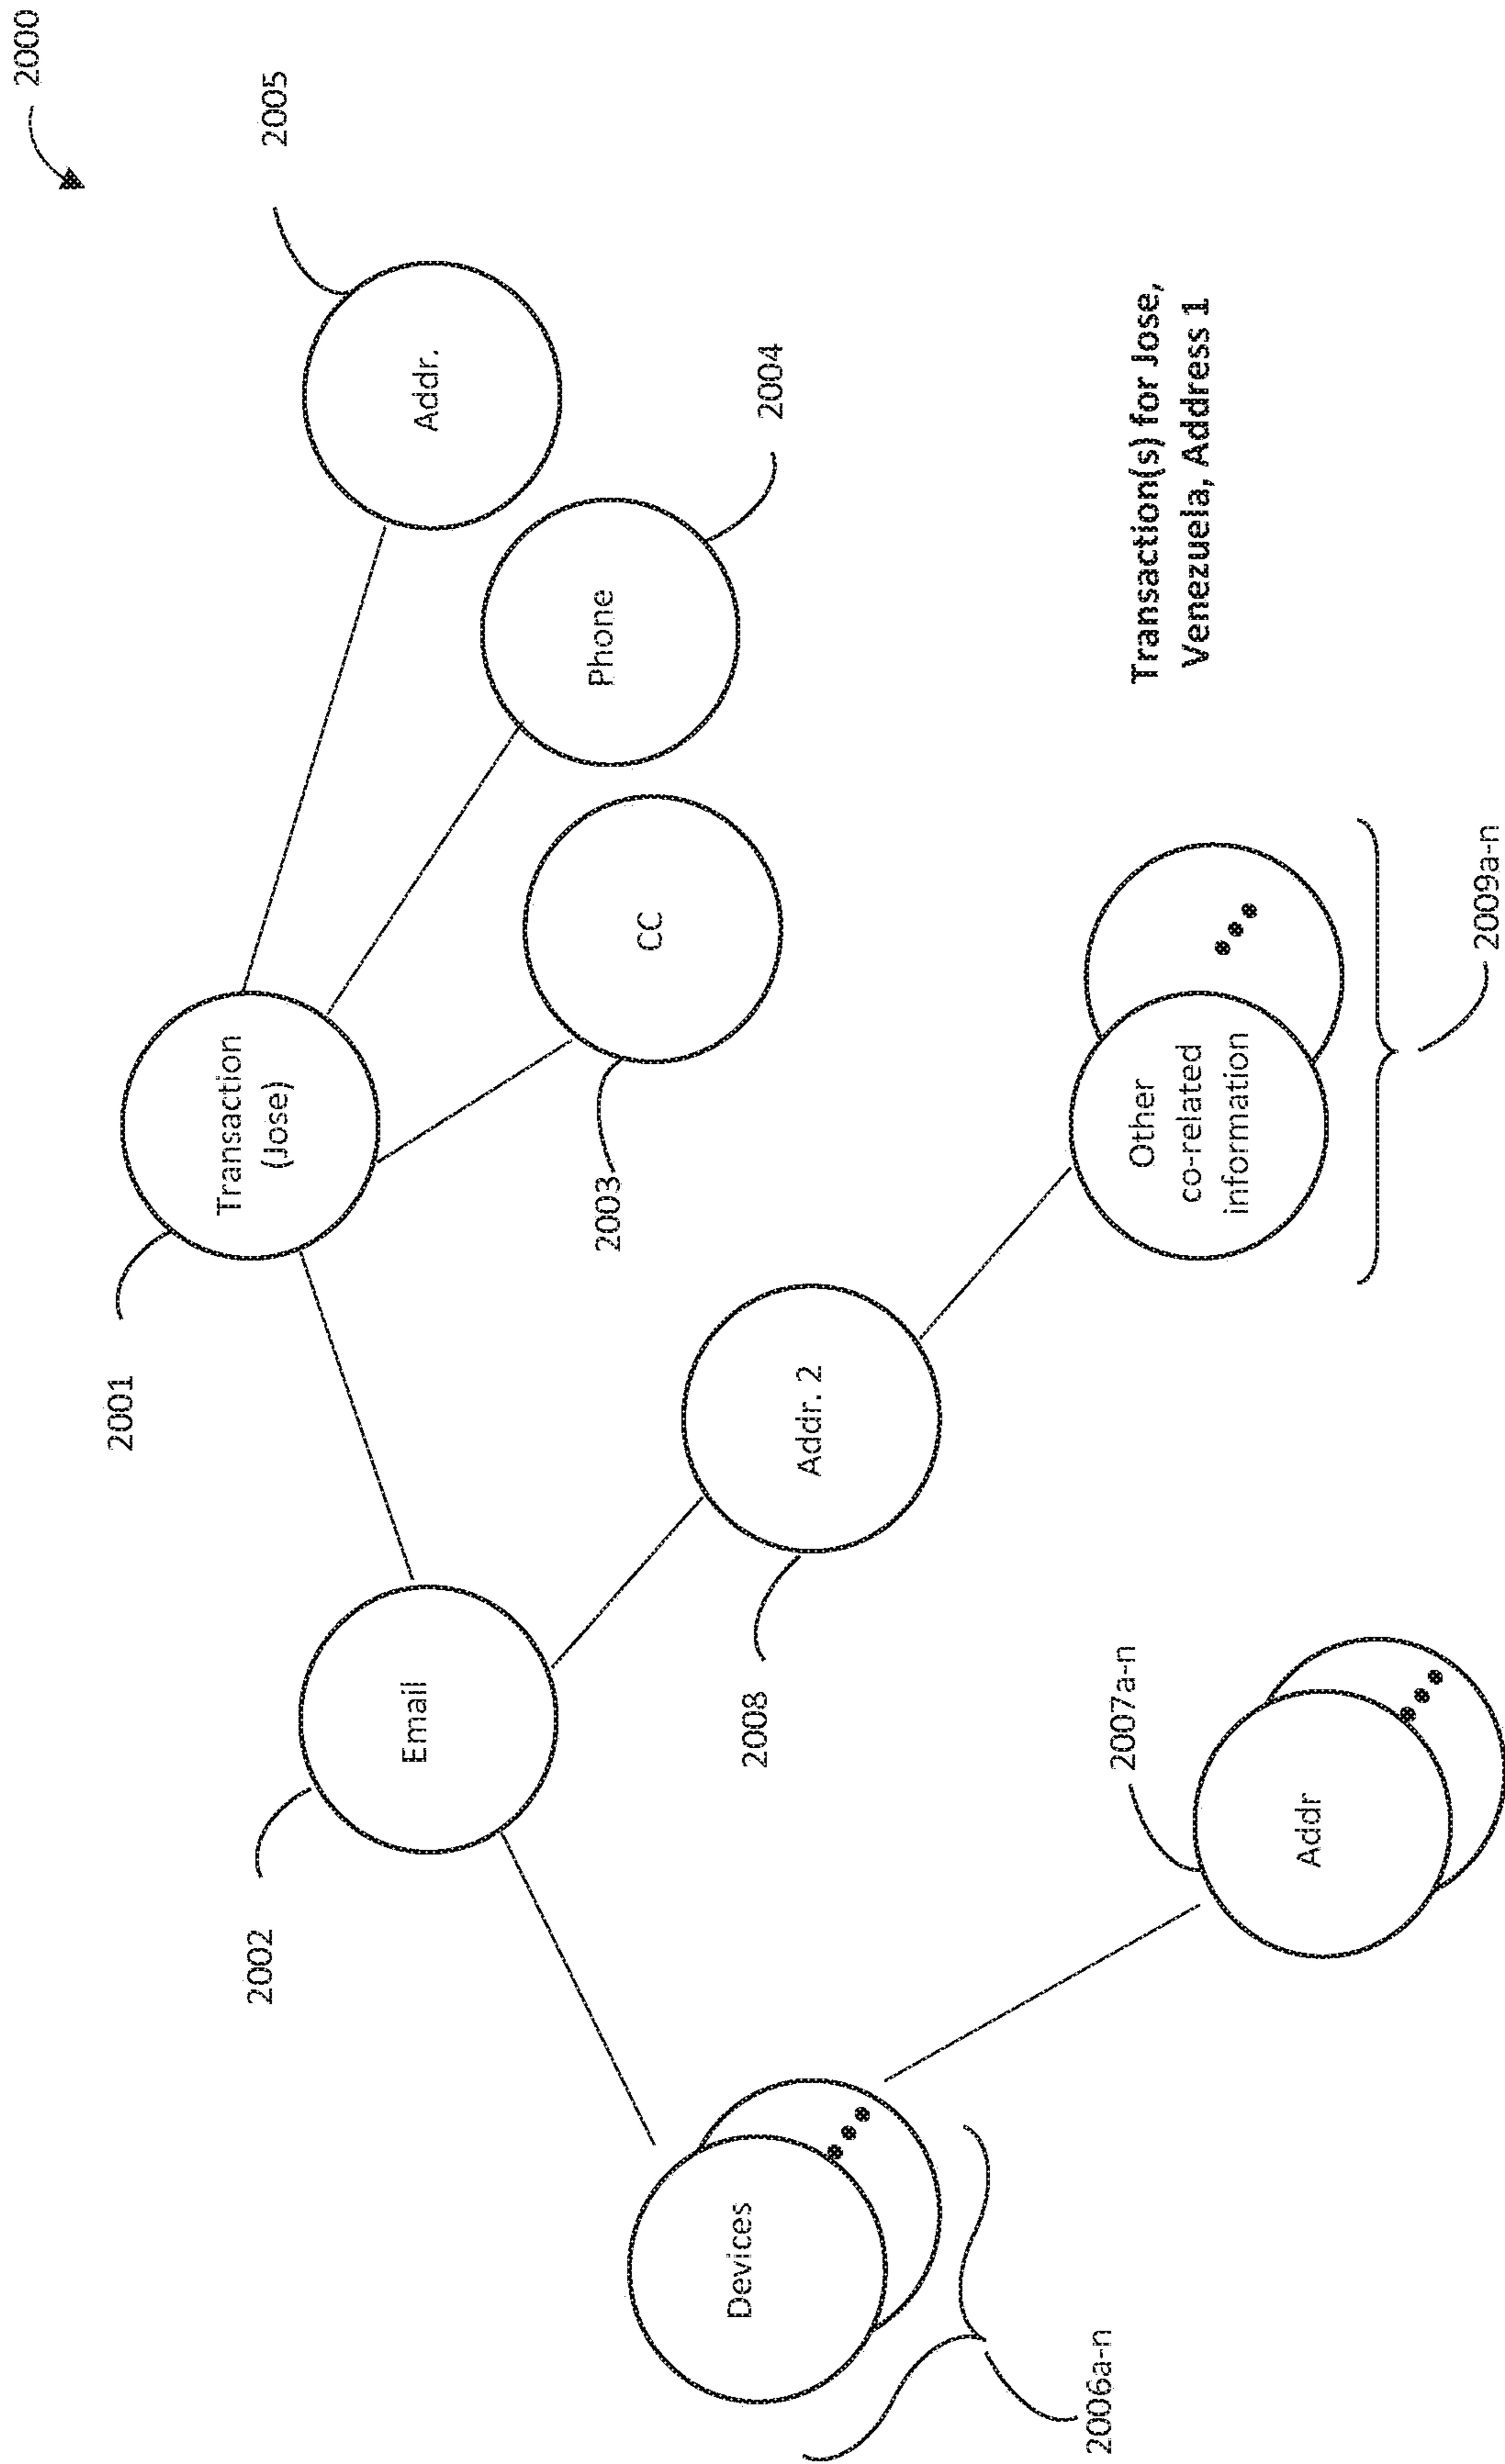 2000
2001
Transaction
(Jose)
2005
Addr.
2002
Email
2004
Phone
2003
CC
2008
Addr. 2
Devices
2006a-n
2007a-n
Addr
Other
co-related
information
2009a-n
Transaction(s) for Jose,
Venezuela, Address 1